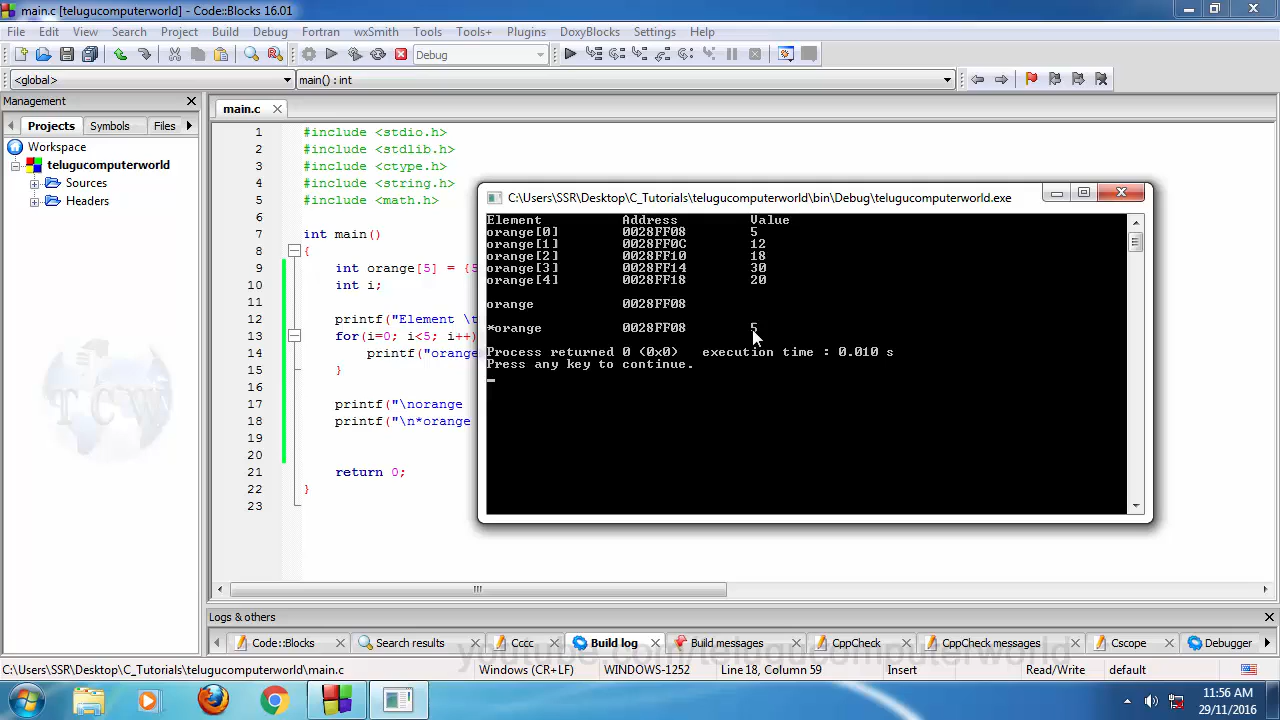 main.c [telugucomputerworld] - Code::Blocks 16.01
File Edit View Search Project Build Debug Fortran wxSmith Tools Tools+ Plugins DoxyBlocks Settings Help
Debug
<global> main() : int
Management
main.c
Projects Symbols Files
Workspace
telugucomputerworld
Sources
Headers
1 #include <stdio.h>
2 #include <stdlib.h>
3 #include <ctype.h>
4 #include <string.h>
5 #include <math.h>
6
7 int main()
8 {
9 int orange[5] = {5
10 int i;
11
12 printf("Element \t
13 for(i=0; i<5; i++)
14 printf("orange
15 }
16
17 printf("\norange
18 printf("\n*orange
19
20
21 return 0;
22 }
23
C:\Users\SSR\Desktop\C_Tutorials\telugucomputerworld\bin\Debug\telugucomputerworld.exe
Element Address Value
orange[0] 0028FF08 5
orange[1] 0028FF0C 12
orange[2] 0028FF10 18
orange[3] 0028FF14 30
orange[4] 0028FF18 20
orange 0028FF08
*orange 0028FF08 5
Process returned 0 (0x0) execution time : 0.010 s
Press any key to continue.
TCW
Logs & others
Code::Blocks Search results Cccc Build log Build messages CppCheck CppCheck messages Cscope Debugger
youtube.com/telugucomputerworld
C:\Users\SSR\Desktop\C_Tutorials\telugucomputerworld\main.c Windows (CR+LF) WINDOWS-1252 Line 18, Column 59 Insert Read/Write default
11:56 AM
29/11/2016